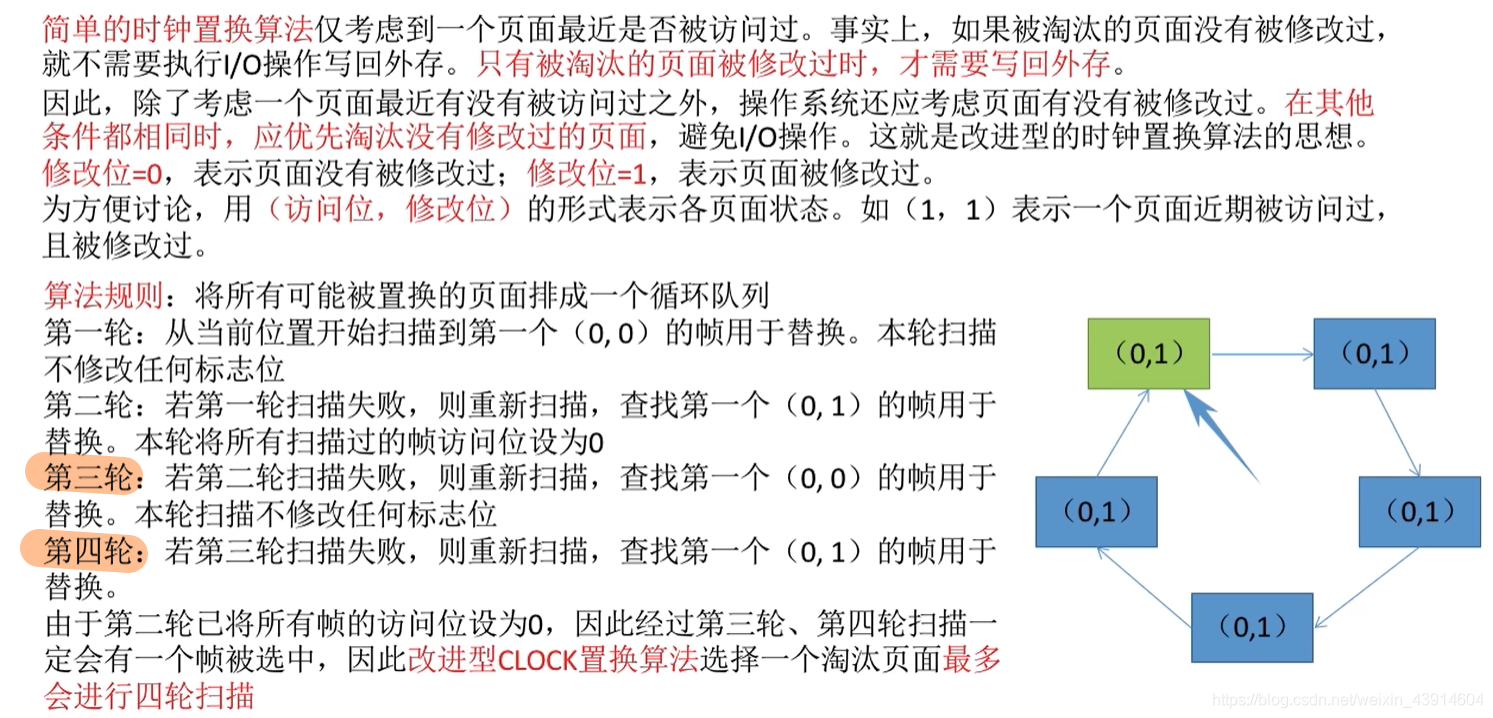 简单的时钟置换算法仅考虑到一个页面最近是否被访问过。事实上，如果被淘汰的页面没有被修改过，
就不需要执行I/O操作写回外存。只有被淘汰的页面被修改过时，才需要写回外存。
因此，除了考虑一个页面最近有没有被访问过之外，操作系统还应考虑页面有没有被修改过。在其他
条件都相同时，应优先淘汰没有修改过的页面，避免I/O操作。这就是改进型的时钟置换算法的思想。
修改位=0，表示页面没有被修改过；修改位=1，表示页面被修改过。
为方便讨论，用（访问位，修改位）的形式表示各页面状态。如（1，1）表示一个页面近期被访问过，
且被修改过。
算法规则：将所有可能被置换的页面排成一个循环队列
第一轮：从当前位置开始扫描到第一个（0, 0）的帧用于替换。本轮扫描
不修改任何标志位
第二轮：若第一轮扫描失败，则重新扫描，查找第一个（0, 1）的帧用于
替换。本轮将所有扫描过的帧访问位设为0
第三轮：若第二轮扫描失败，则重新扫描，查找第一个（0, 0）的帧用于
替换。本轮扫描不修改任何标志位
第四轮：若第三轮扫描失败，则重新扫描，查找第一个（0, 1）的帧用于
替换。
由于第二轮已将所有帧的访问位设为0，因此经过第三轮、第四轮扫描一
定会有一个帧被选中，因此改进型CLOCK置换算法选择一个淘汰页面最多
会进行四轮扫描
（0,1）
（0,1）
（0,1）
（0,1）
（0,1）
https://blog.csdn.net/weixin_43914604